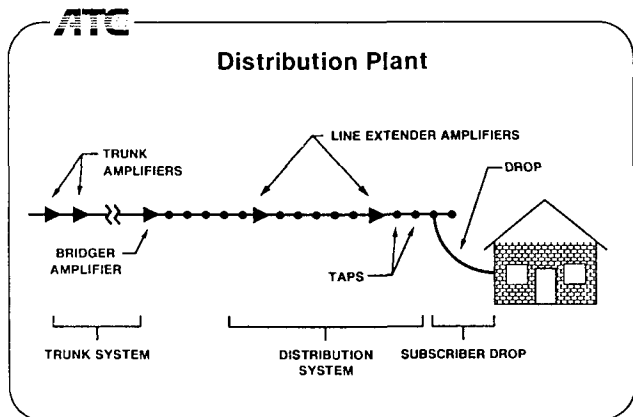 ATC
Distribution Plant
LINE EXTENDER AMPLIFIERS
TRUNK
AMPLIFIERS
DROP
BRIDGER
AMPLIFIER
TAPS
TRUNK SYSTEM
DISTRIBUTION
SYSTEM
SUBSCRIBER DROP